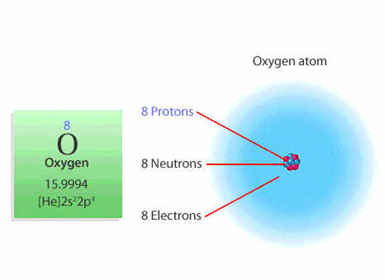 Oxygen atom
8
O
Oxygen
15.9994
[He]2s²2p⁴
8 Protons
8 Neutrons
8 Electrons